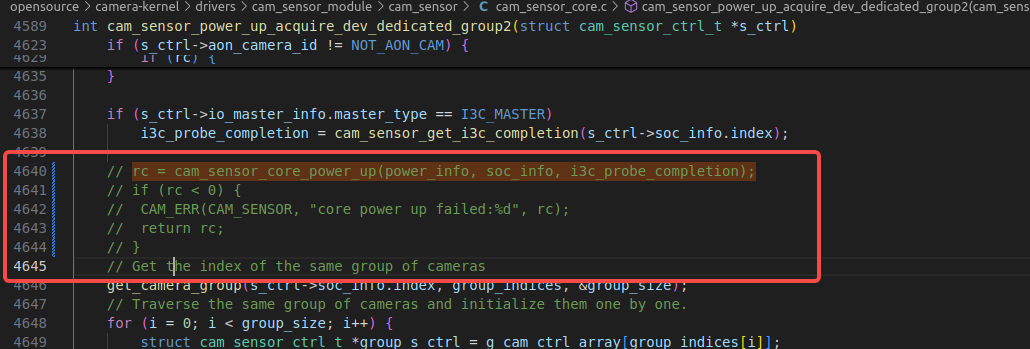 opensource > camera-kernel > drivers > cam_sensor_module > cam_sensor > C cam_sensor_core.c > cam_sensor_power_up_acquire_dev_dedicated_group2(struct cam_sens
4589 int cam_sensor_power_up_acquire_dev_dedicated_group2(struct cam_sensor_ctrl_t *s_ctrl)
4623 if (s_ctrl->aon_camera_id != NOT_AON_CAM) {
4629 if (rc) {
4635 }
4636
4637 if (s_ctrl->io_master_info.master_type == I3C_MASTER)
4638 i3c_probe_completion = cam_sensor_get_i3c_completion(s_ctrl->soc_info.index);
4639
4640 // rc = cam_sensor_core_power_up(power_info, soc_info, i3c_probe_completion);
4641 // if (rc < 0) {
4642 //  CAM_ERR(CAM_SENSOR, "core power up failed:%d", rc);
4643 //  return rc;
4644 // }
4645 // Get the index of the same group of cameras
4646 get_camera_group(s_ctrl->soc_info.index, group_indices, &group_size);
4647 // Traverse the same group of cameras and initialize them one by one.
4648 for (i = 0; i < group_size; i++) {
4649 struct cam_sensor_ctrl_t *group_s_ctrl = g_cam_ctrl_array[group_indices[i]];